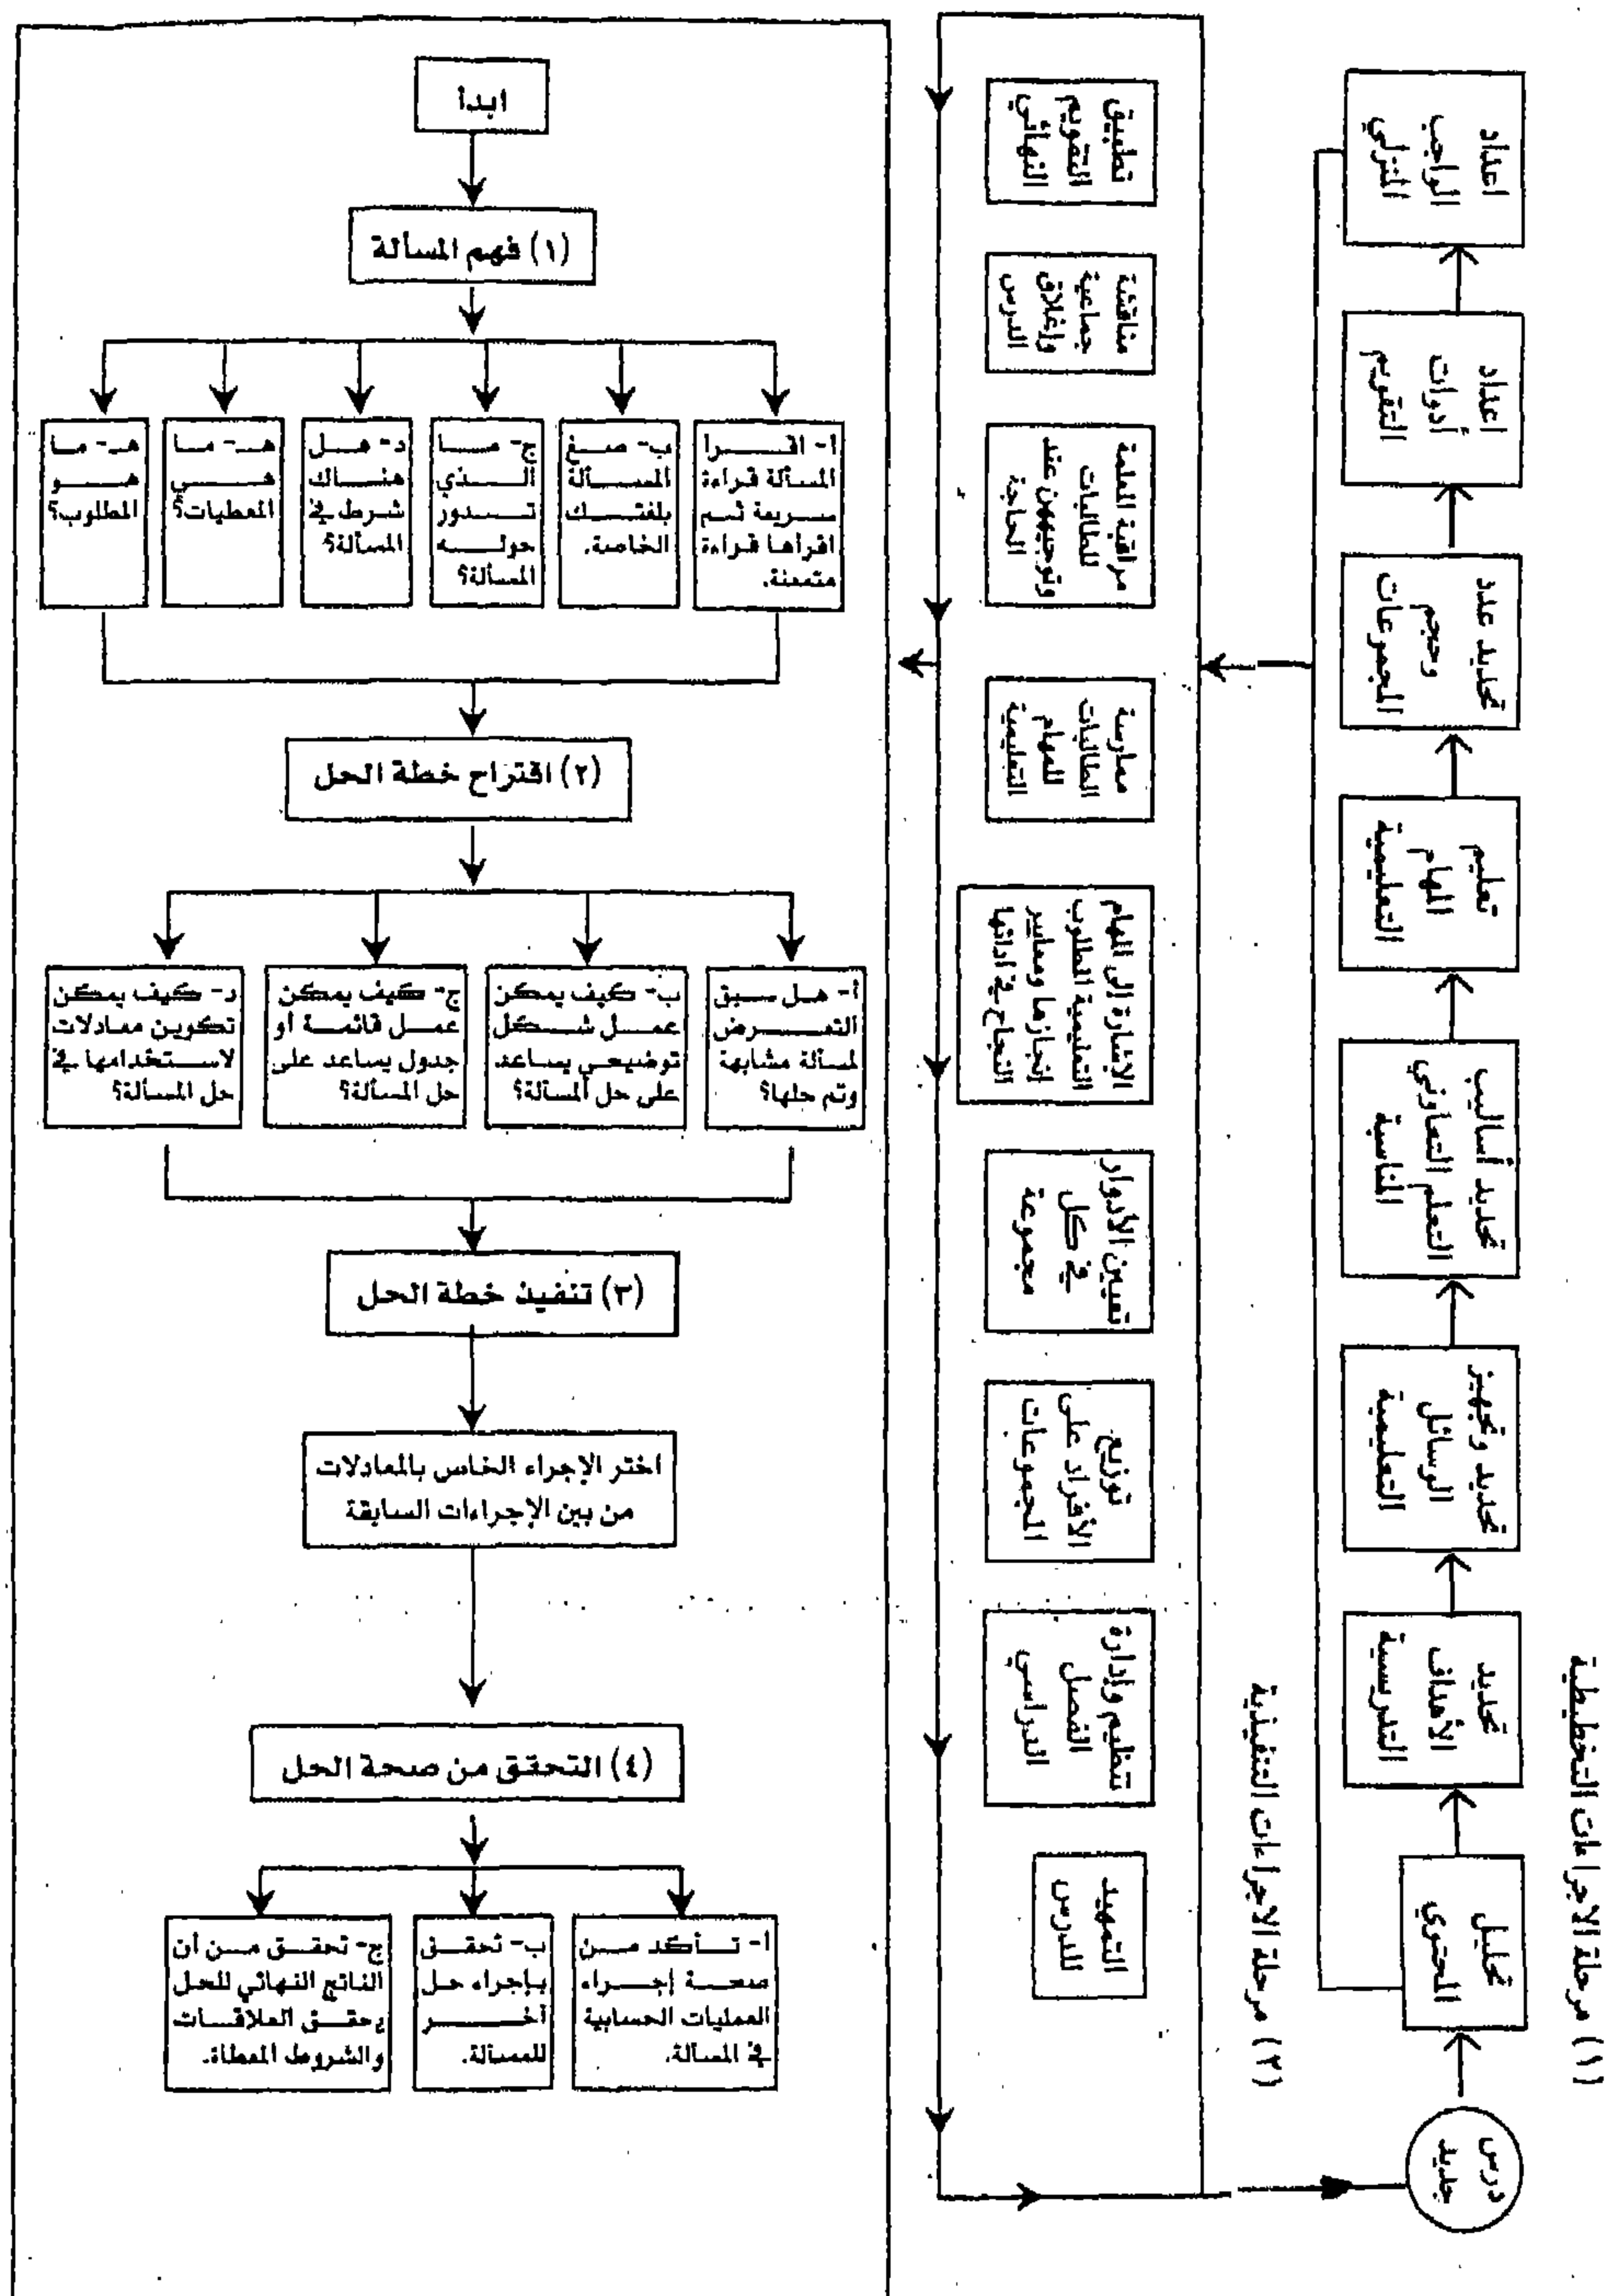 (١) مرحلة الاجراءات التخطيطية
درس
جديد
تحليل
المحتوي
تحديد
الأهداف
التدريسية
تحديد وتجهيز
الوسائل
التعليمية
تحديد أساليب
التعلم التعاوني
المناسبة
تعليم
المهام
التعليمية
تحديد عدد
وحجم
المجموعات
اعداد
أدوات
التقويم
اعداد
الواجب
المنزلي
(٢) مرحلة الاجراءات التنفيذية
التمهيد
للدرس
تنظيم وإدارة
الفصل
الدراسي
توزيع
الأفراد على
المجموعات
تعيين الأدوار
في كل
مجموعة
الإشارة إلى المهام
التعليمية المطلوب
إنجازها ومعايير
النجاح في ادائها
ممارسة
الطالبات
للمهام
التعليمية
مراقبة المعلمة
للطالبات
وتوجيههن عند
الحاجة
مناقشة
جماعية
وإغلاق
الدرس
تطبيق
التقويم
النهائي
ابدأ
(١) فهم المسألة
أ- اقرأ
المسألة قراءة
سريعة ثم
اقرأها قراءة
متمعنة.
ب- صغ
المسألة
بلغتك
الخاصة.
ج- ما
الذي
تدور
حوله
المسألة؟
د- هل
هناك
شرط في
المسألة؟
هـ- ما
هي
المعطيات؟
هـ- ما
هو
المطلوب؟
(٢) اقتراح خطة الحل
أ- هل سبق
التعرض
لمسألة مشابهة
وتم حلها؟
ب- كيف يمكن
عمل شكل
توضيحي يساعد
على حل المسألة؟
ج- كيف يمكن
عمل قائمة أو
جدول يساعد على
حل المسألة؟
د- كيف يمكن
تكوين معادلات
لاستخدامها في
حل المسألة؟
(٣) تنفيذ خطة الحل
اختر الإجراء الخاص بالمعادلات
من بين الإجراءات السابقة
(٤) التحقق من صحة الحل
أ- تأكد من
صحة إجراء
العمليات الحسابية
في المسألة.
ب- تحقق
بإجراء حل
آخر
للمسألة.
ج- تحقق من أن
الناتج النهائي للحل
يحقق العلاقات
والشروط المعطاة.